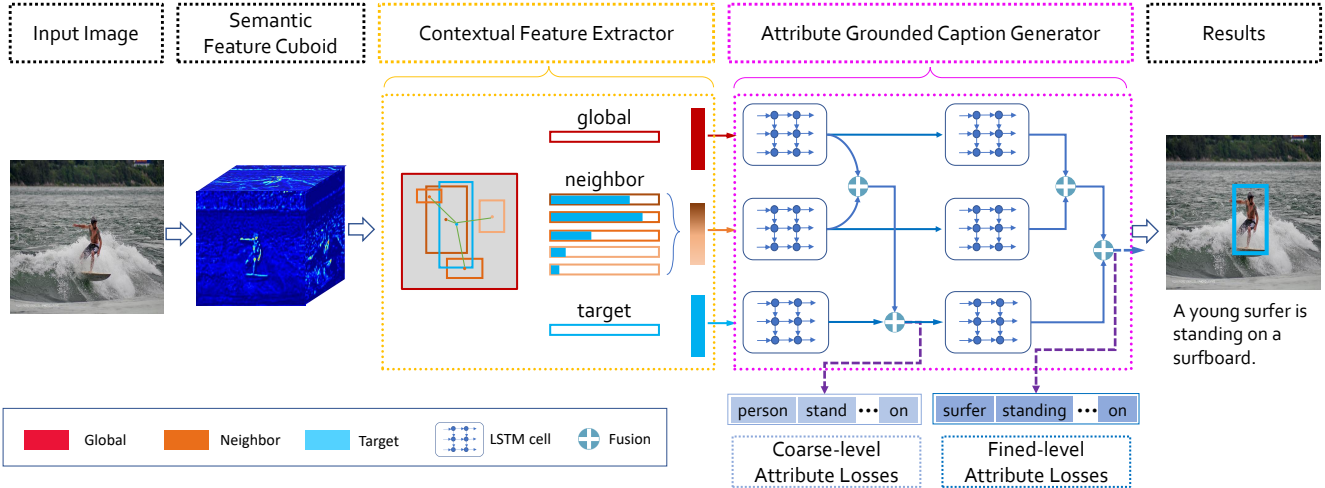 Input Image
Semantic
Feature Cuboid
Contextual Feature Extractor
Attribute Grounded Caption Generator
Results
global
neighbor
target
A young surfer is
standing on a
surfboard.
person stand ••• on
surfer standing ••• on
Coarse-level
Attribute Losses
Fined-level
Attribute Losses
Global
Neighbor
Target
LSTM cell
Fusion